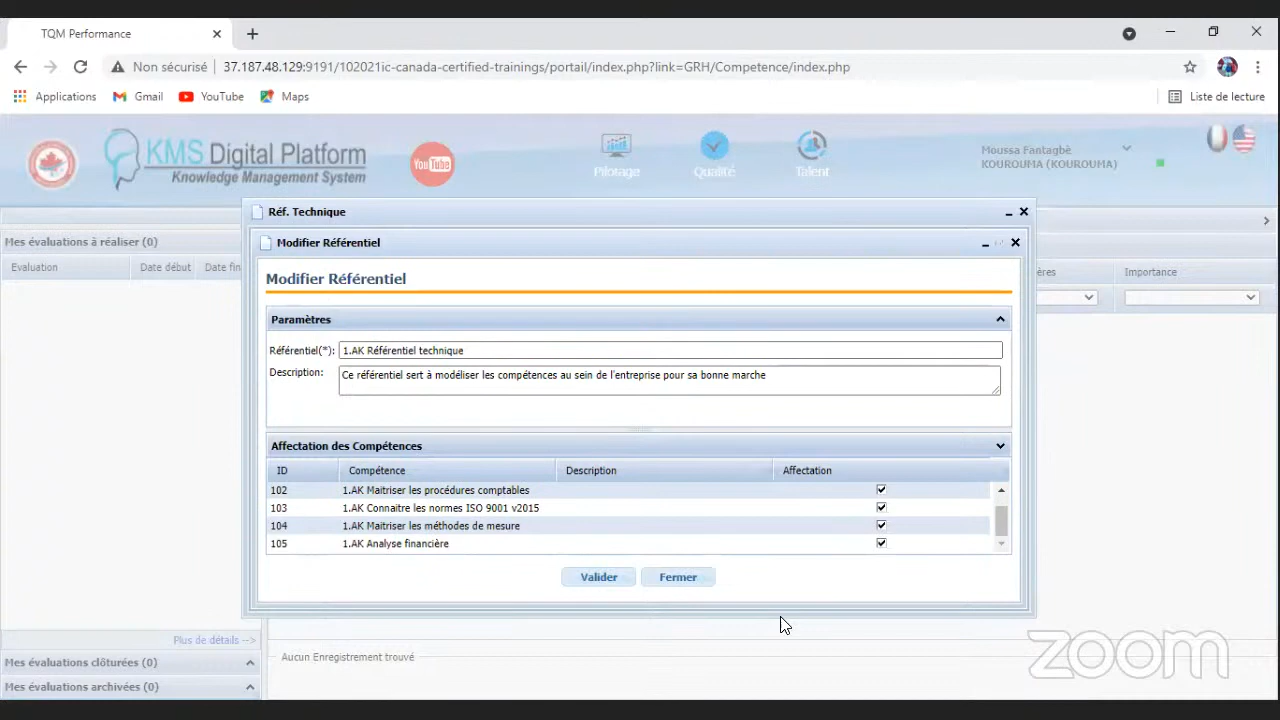 TQM Performance
Non sécurisé 37.187.48.129:9191/102021ic-canada-certified-trainings/portail/index.php?link=GRH/Competence/index.php
Applications Gmail YouTube Maps Liste de lecture
KMS Digital Platform
Knowledge Management System
You Tube
Pilotage Qualité Talent
Moussa Fantagbè
KOUROUMA (KOUROUMA)
Réf. Technique
Mes évaluations à réaliser (0)
Modifier Référentiel
Evaluation Date début Date fin
ères Importance
Modifier Référentiel
Paramètres
Référentiel(*): 1.AK Référentiel technique
Description: Ce référentiel sert à modéliser les compétences au sein de l'entreprise pour sa bonne marche
Affectation des Compétences
ID Compétence Description Affectation
102 1.AK Maitriser les procédures comptables
103 1.AK Connaitre les normes ISO 9001 v2015
104 1.AK Maitriser les méthodes de mesure
105 1.AK Analyse financière
Valider Fermer
Plus de détails -->
Mes évaluations clôturées (0)
Aucun Enregistrement trouvé
Mes évaluations archivées (0)
zoom